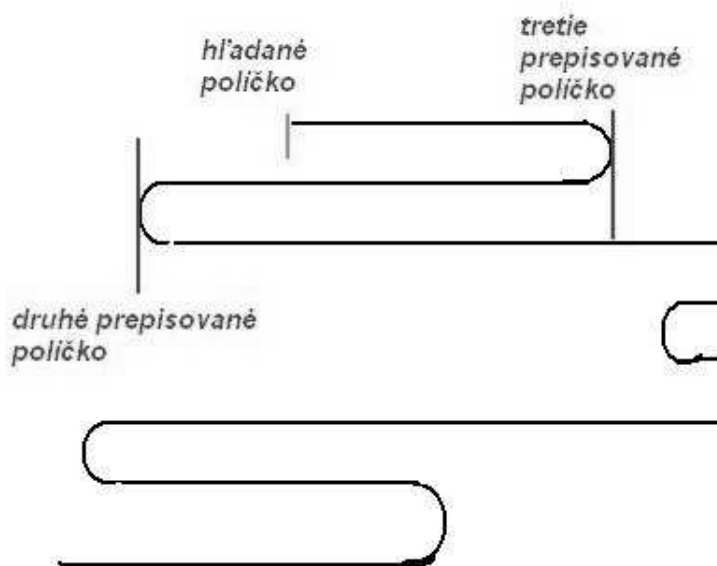 hľadané
políčko
tretie
prepisované
políčko
druhé prepisované
políčko